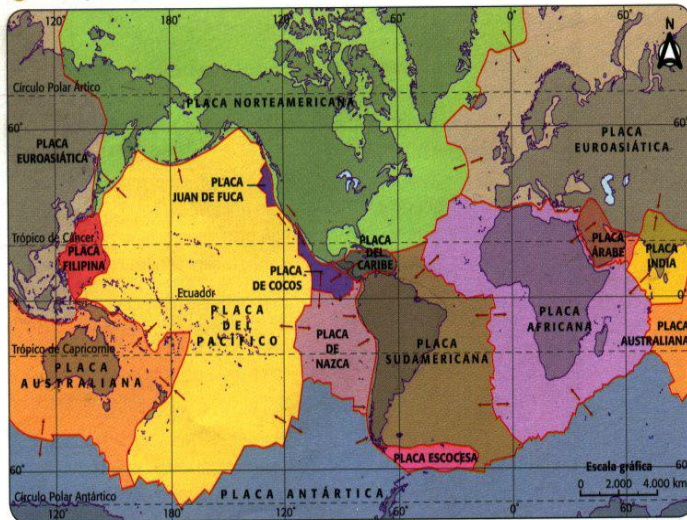 120°
180°
120°
60°
0°
60°
N
Círculo Polar Ártico
PLACA NORTEAMERICANA
60°
60°
PLACA
EUROASIÁTICA
PLACA
EUROASIÁTICA
PLACA
JUAN DE FUCA
Trópico de Cáncer
PLACA
FILIPINA
PLACA
DEL
CARIBE
PLACA
ÁRABE
PLACA
INDIA
PLACA
DE COCOS
Ecuador
0°
PLACA
DEL
PACÍFICO
PLACA
DE
NAZCA
PLACA
SUDAMERICANA
PLACA
AFRICANA
PLACA
AUSTRALIANA
Trópico de Capricornio
PLACA
AUSTRALIANA
PLACA ESCOCESA
60°
Escala gráfica
0 2.000 4.000 km
Círculo Polar Antártico
PLACA ANTÁRTICA
120°
180°
120°
60°
0°
60°